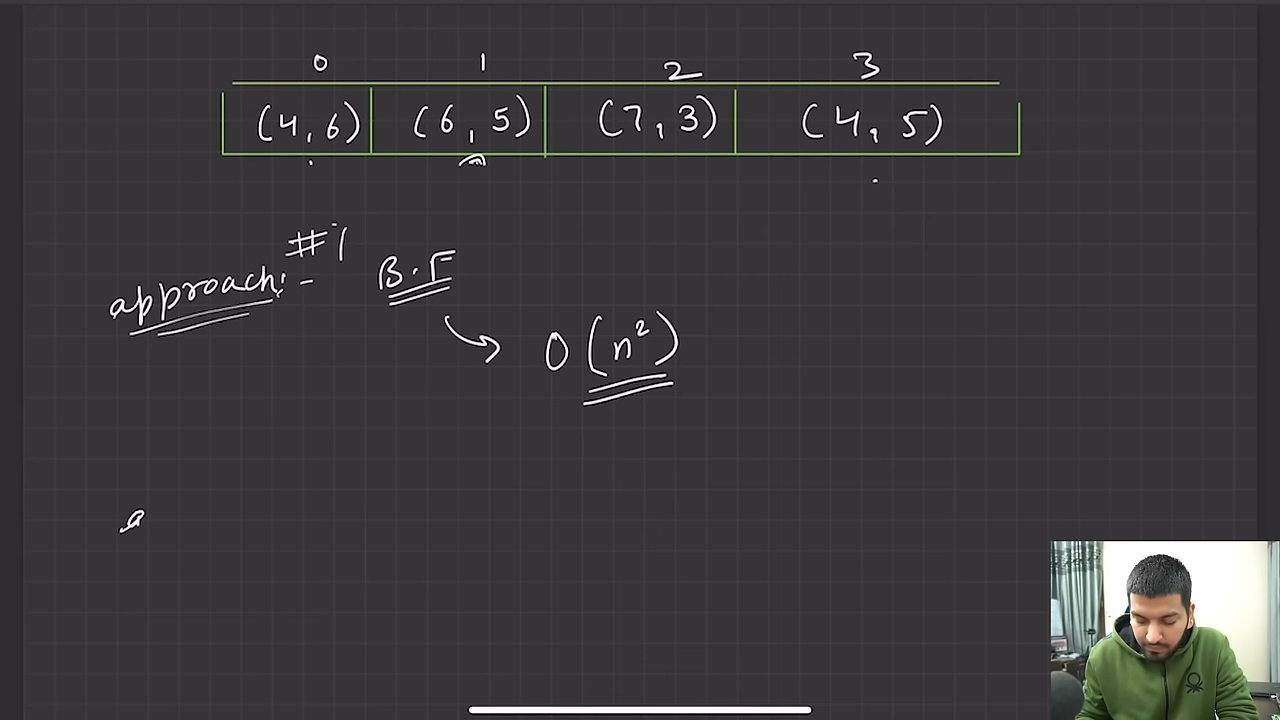 0 1 2 3
(4,6) (6,5) (7,3) (4,5)
approach:- #1 B.F
O(n²)